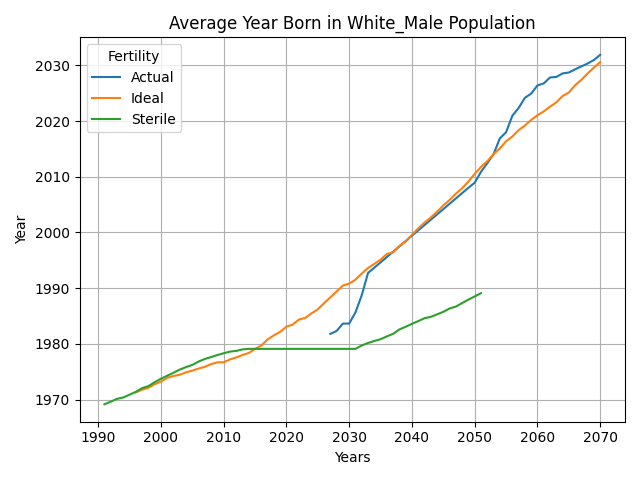 Average Year Born in White_Male Population
Fertility
Actual
Ideal
Sterile
Year
2030
2020
2010
2000
1990
1980
1970
1990 2000 2010 2020 2030 2040 2050 2060 2070
Years